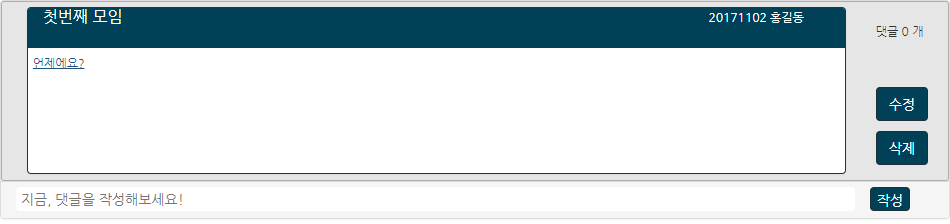 첫번째 모임
20171102 홍길동
댓글 0 개
언제에요?
수정
삭제
지금, 댓글을 작성해보세요!
작성